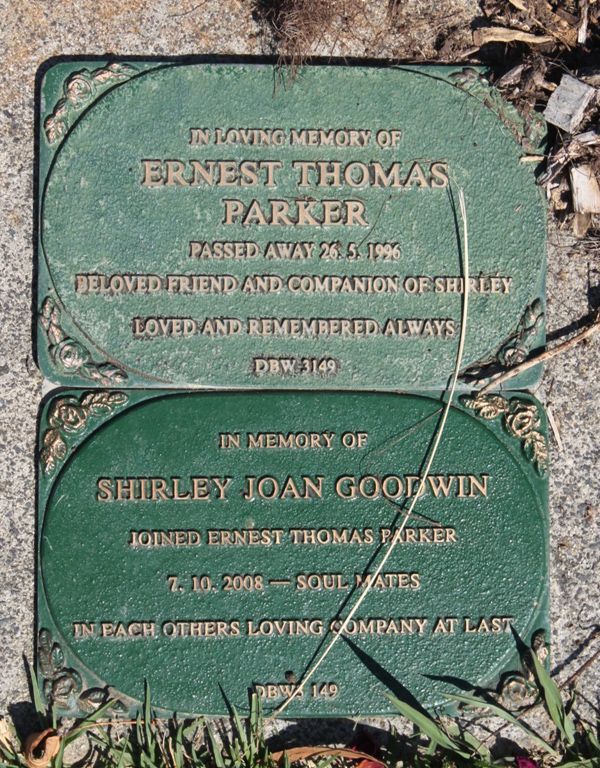 IN LOVING MEMORY OF
ERNEST THOMAS
PARKER
PASSED AWAY 26. 5. 1996
BELOVED FRIEND AND COMPANION OF SHIRLEY
LOVED AND REMEMBERED ALWAYS
DBW 3149
IN MEMORY OF
SHIRLEY JOAN GOODWIN
JOINED ERNEST THOMAS PARKER
7. 10. 2008 — SOUL MATES
IN EACH OTHERS LOVING COMPANY AT LAST
149